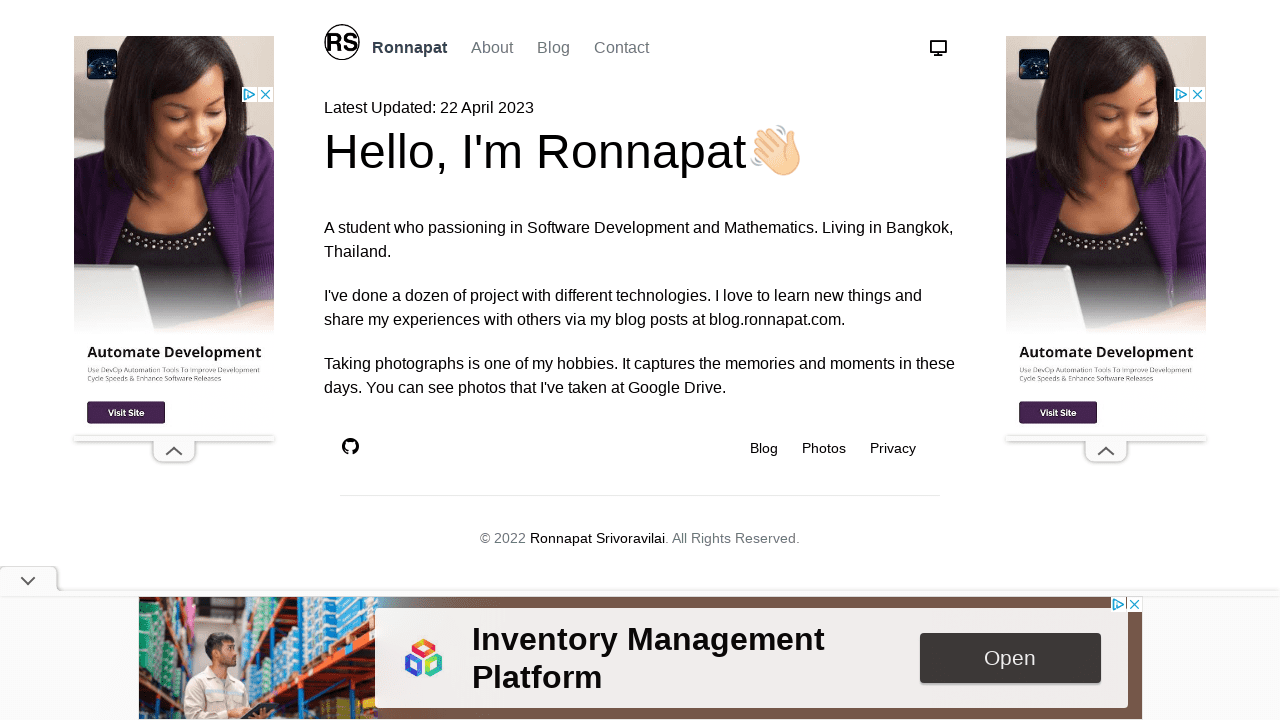 RS
Ronnapat About Blog Contact
Latest Updated: 22 April 2023
Hello, I'm Ronnapat
A student who passioning in Software Development and Mathematics. Living in Bangkok,
Thailand.
I've done a dozen of project with different technologies. I love to learn new things and
share my experiences with others via my blog posts at blog.ronnapat.com.
Taking photographs is one of my hobbies. It captures the memories and moments in these
days. You can see photos that I've taken at Google Drive.
Blog Photos Privacy
© 2022 Ronnapat Srivoravilai. All Rights Reserved.
Automate Development
Use DevOp Automation Tools To Improve Development
Cycle Speeds & Enhance Software Releases
Visit Site
Automate Development
Use DevOp Automation Tools To Improve Development
Cycle Speeds & Enhance Software Releases
Visit Site
Inventory Management
Platform
Open